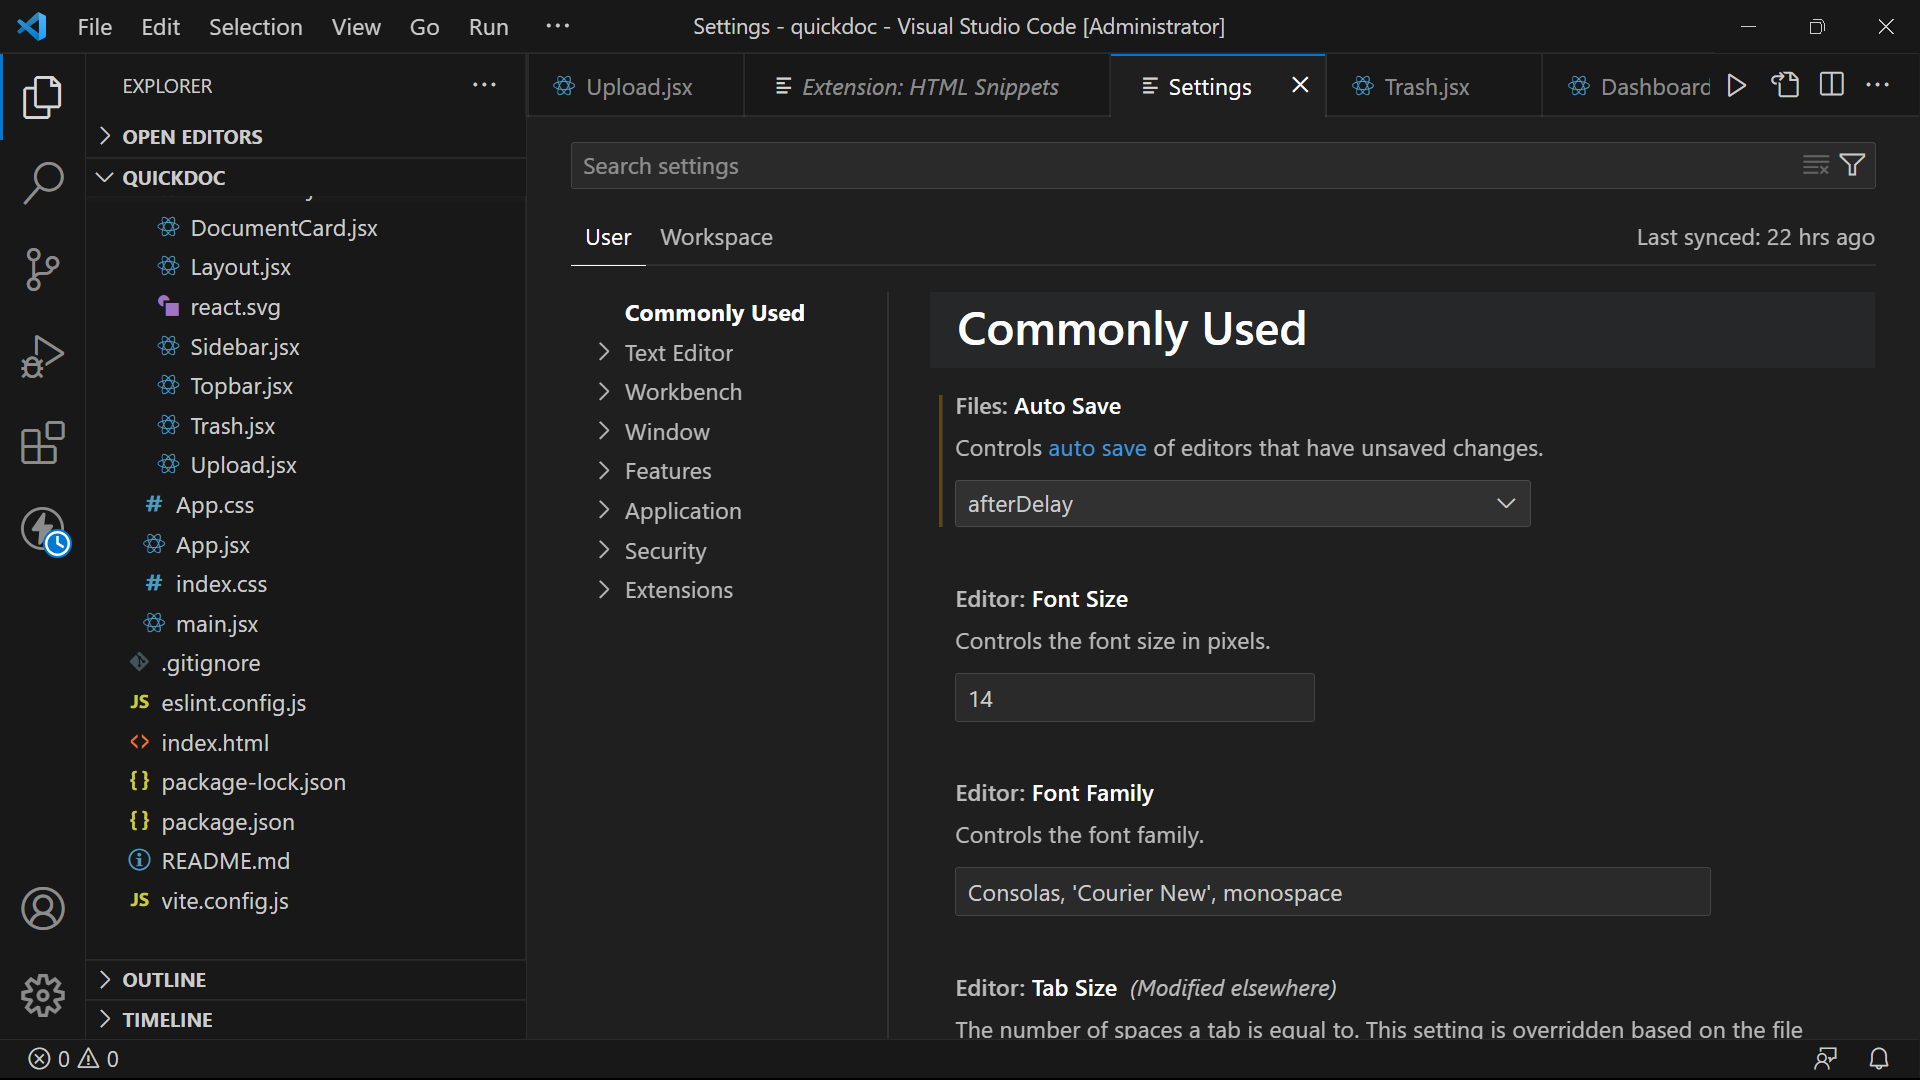 File Edit Selection View Go Run ···
Settings - quickdoc - Visual Studio Code [Administrator]
EXPLORER
Upload.jsx
Extension: HTML Snippets
Settings
Trash.jsx
Dashboard
OPEN EDITORS
QUICKDOC
DocumentCard.jsx
Layout.jsx
react.svg
Sidebar.jsx
Topbar.jsx
Trash.jsx
Upload.jsx
# App.css
App.jsx
# index.css
main.jsx
.gitignore
JS eslint.config.js
<> index.html
{} package-lock.json
{} package.json
README.md
JS vite.config.js
OUTLINE
TIMELINE
Search settings
User Workspace
Last synced: 22 hrs ago
Commonly Used
Text Editor
Workbench
Window
Features
Application
Security
Extensions
Commonly Used
Files: Auto Save
Controls auto save of editors that have unsaved changes.
afterDelay
Editor: Font Size
Controls the font size in pixels.
14
Editor: Font Family
Controls the font family.
Consolas, 'Courier New', monospace
Editor: Tab Size (Modified elsewhere)
The number of spaces a tab is equal to. This setting is overridden based on the file
0 0